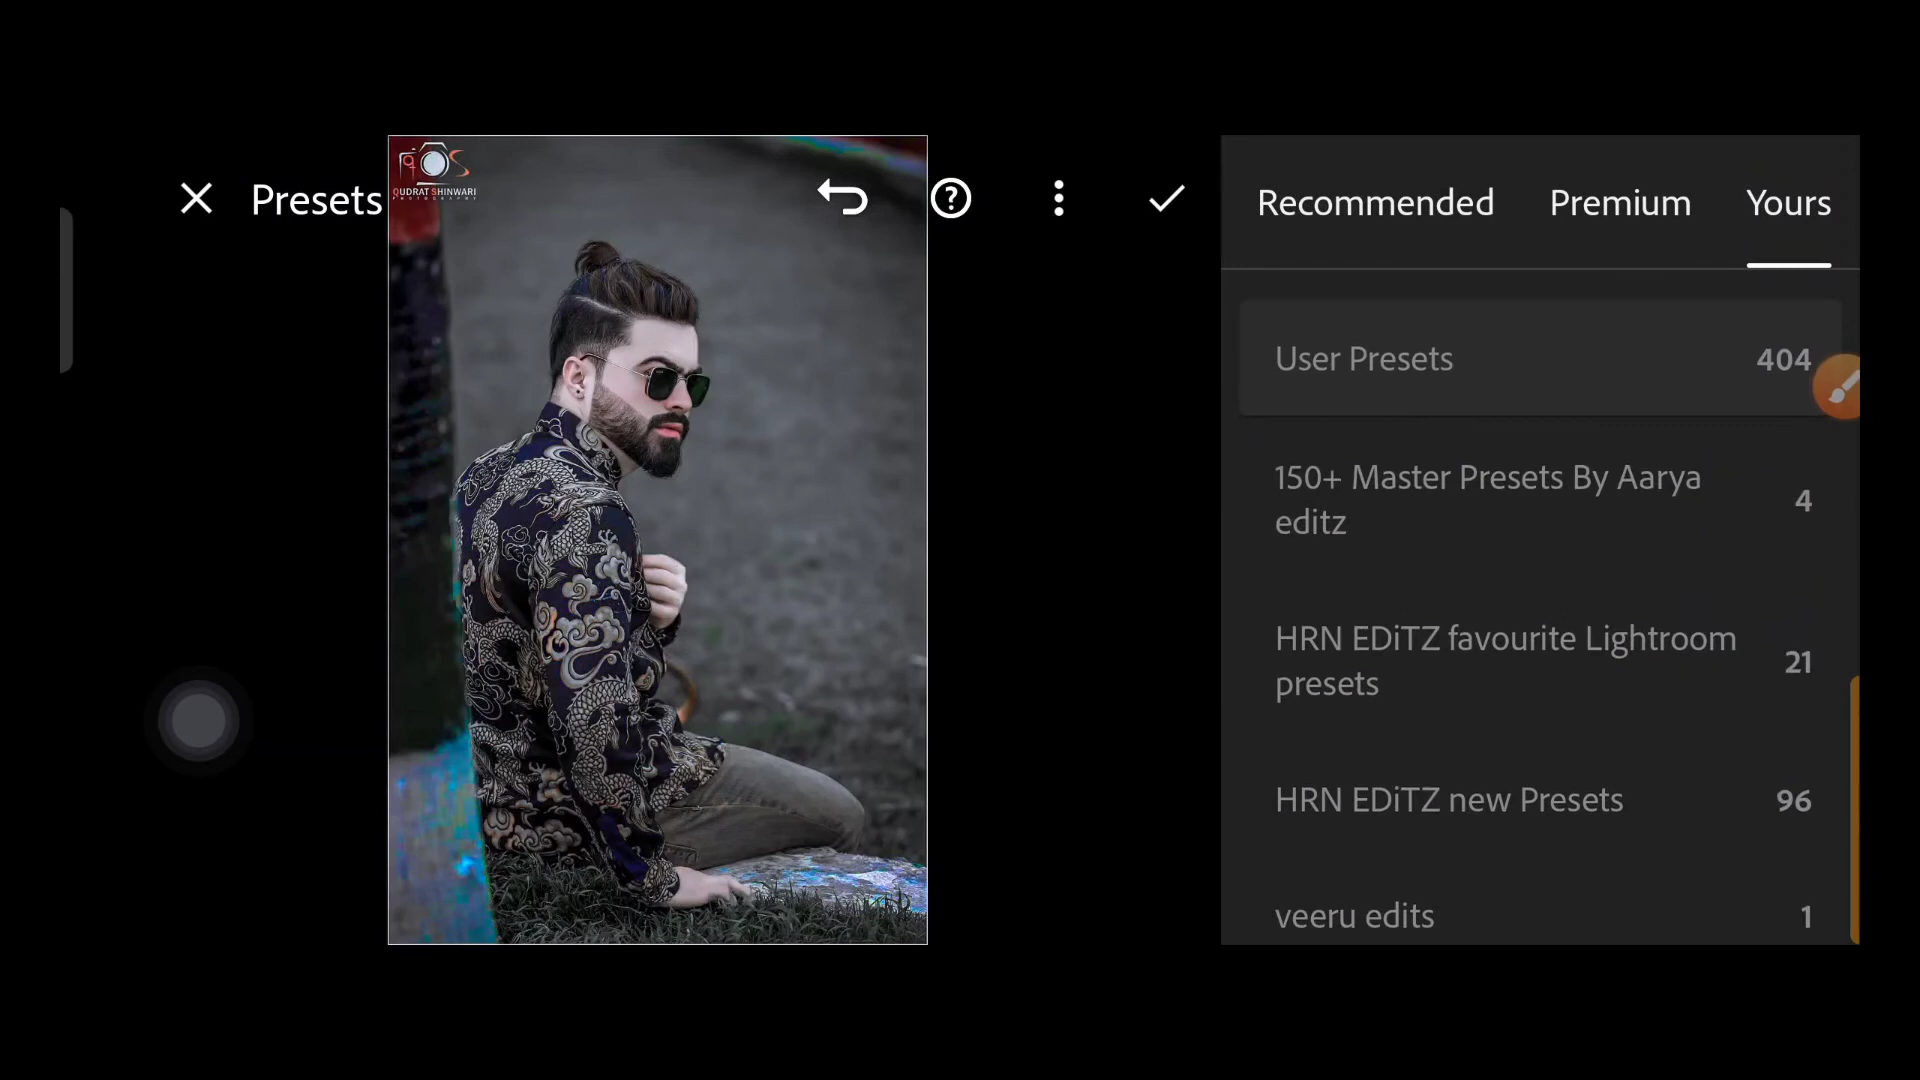 Presets
QUDRAT SHINWARI
PHOTOGRAPHY
Recommended Premium Yours
User Presets 404
150+ Master Presets By Aarya
editz 4
HRN EDiTZ favourite Lightroom
presets 21
HRN EDiTZ new Presets 96
veeru edits 1